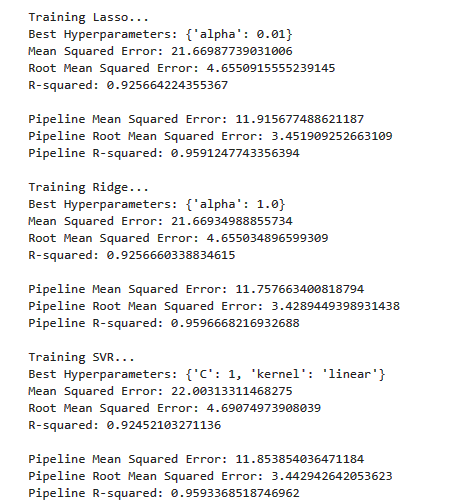 Training Lasso...
Best Hyperparameters: {'alpha': 0.01}
Mean Squared Error: 21.66987739031006
Root Mean Squared Error: 4.6550915555239145
R-squared: 0.925664224355367
Pipeline Mean Squared Error: 11.915677488621187
Pipeline Root Mean Squared Error: 3.451909252663109
Pipeline R-squared: 0.9591247743356394
Training Ridge...
Best Hyperparameters: {'alpha': 1.0}
Mean Squared Error: 21.66934988855734
Root Mean Squared Error: 4.655034896599309
R-squared: 0.9256660338834615
Pipeline Mean Squared Error: 11.757663400818794
Pipeline Root Mean Squared Error: 3.4289449398931438
Pipeline R-squared: 0.9596668216932688
Training SVR...
Best Hyperparameters: {'C': 1, 'kernel': 'linear'}
Mean Squared Error: 22.00313311468275
Root Mean Squared Error: 4.69074973908039
R-squared: 0.92452103271136
Pipeline Mean Squared Error: 11.853854036471184
Pipeline Root Mean Squared Error: 3.442942642053623
Pipeline R-squared: 0.9593368518746962